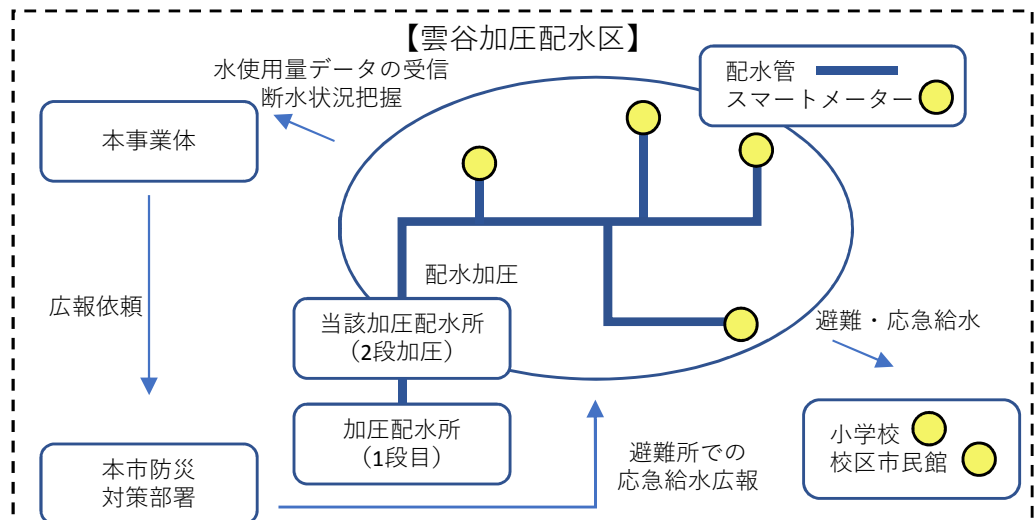 【雲谷加圧配水区】
水使用量データの受信
断水状況把握
配水管
スマートメーター
本事業体
配水加圧
広報依頼
当該加圧配水所
（2段加圧）
避難・応急給水
加圧配水所
（1段目）
小学校
校区市民館
避難所での
応急給水広報
本市防災
対策部署